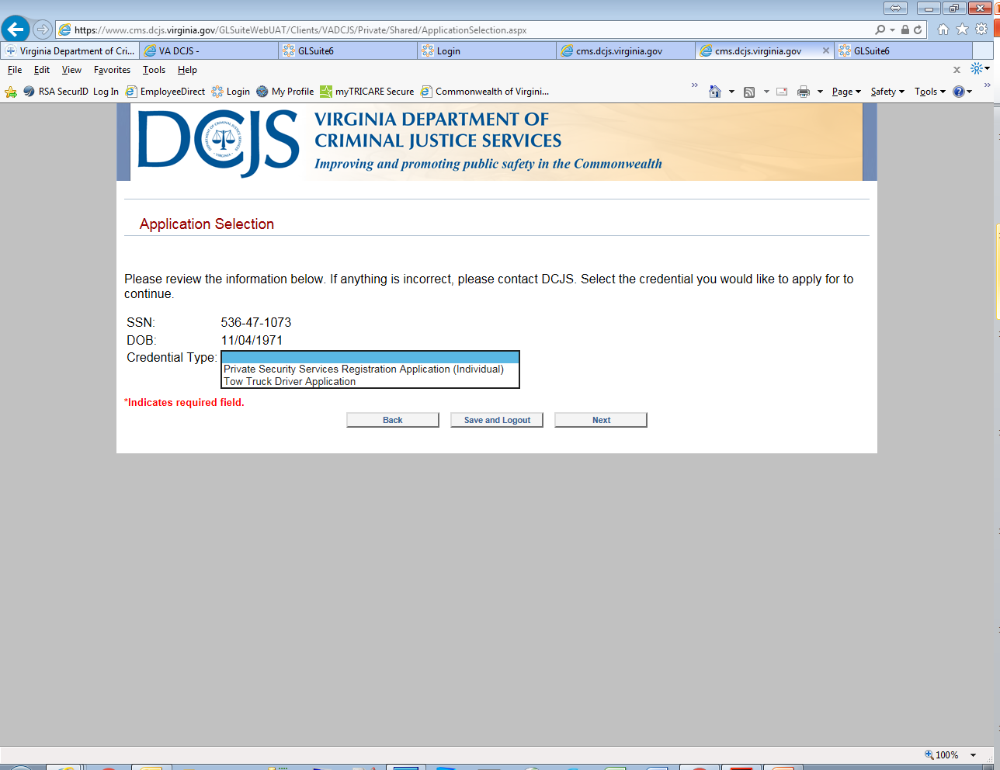 https://www.cms.dcjs.virginia.gov/GLSuiteWebUAT/Clients/VADCJS/Private/Shared/ApplicationSelection.aspx
Virginia Department of Cri... VA DCJS - GLSuite6 Login cms.dcjs.virginia.gov cms.dcjs.virginia.gov GLSuite6
File Edit View Favorites Tools Help
RSA SecurID Log In EmployeeDirect Login My Profile myTRICARE Secure Commonwealth of Virgini... Page Safety Tools
DCJS
VIRGINIA DEPARTMENT OF
CRIMINAL JUSTICE SERVICES
Improving and promoting public safety in the Commonwealth
Application Selection
Please review the information below. If anything is incorrect, please contact DCJS. Select the credential you would like to apply for to
continue.
SSN: 536-47-1073
DOB: 11/04/1971
Credential Type:
Private Security Services Registration Application (Individual)
Tow Truck Driver Application
*Indicates required field.
Back Save and Logout Next
100%